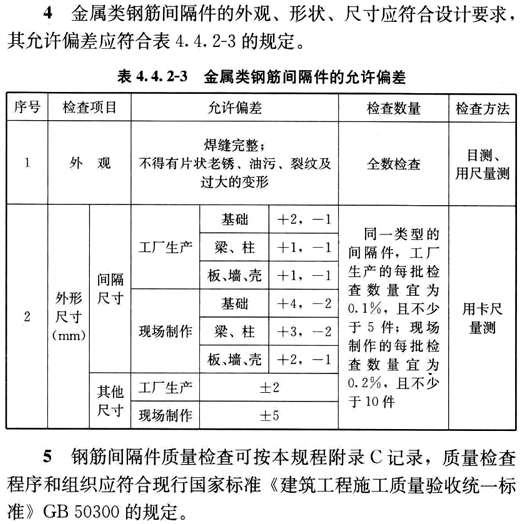 4 金属类钢筋间隔件的外观、形状、尺寸应符合设计要求，
其允许偏差应符合表 4.4.2-3 的规定。
表 4.4.2-3 金属类钢筋间隔件的允许偏差
序号 检查项目 允许偏差 检查数量 检查方法
1 外 观
焊缝完整；
不得有片状老锈、油污、裂纹及
过大的变形
全数检查
目测、
用尺量测
2
外形
尺寸
(mm)
间隔
尺寸
工厂生产
基础 +2，−1
梁、柱 +1，−1
板、墙、壳 +1，−1
现场制作
基础 +4，−2
梁、柱 +3，−2
板、墙、壳 +2，−1
其他
尺寸
工厂生产 ±2
现场制作 ±5
同一类型的
间隔件，工厂
生产的每批检
查数量宜为
0.1%，且不少
于 5 件；现场
制作的每批检
查数量宜为
0.2%，且不少
于 10 件
用卡尺
量测
5 钢筋间隔件质量检查可按本规程附录 C 记录，质量检查
程序和组织应符合现行国家标准《建筑工程施工质量验收统一标
准》GB 50300 的规定。